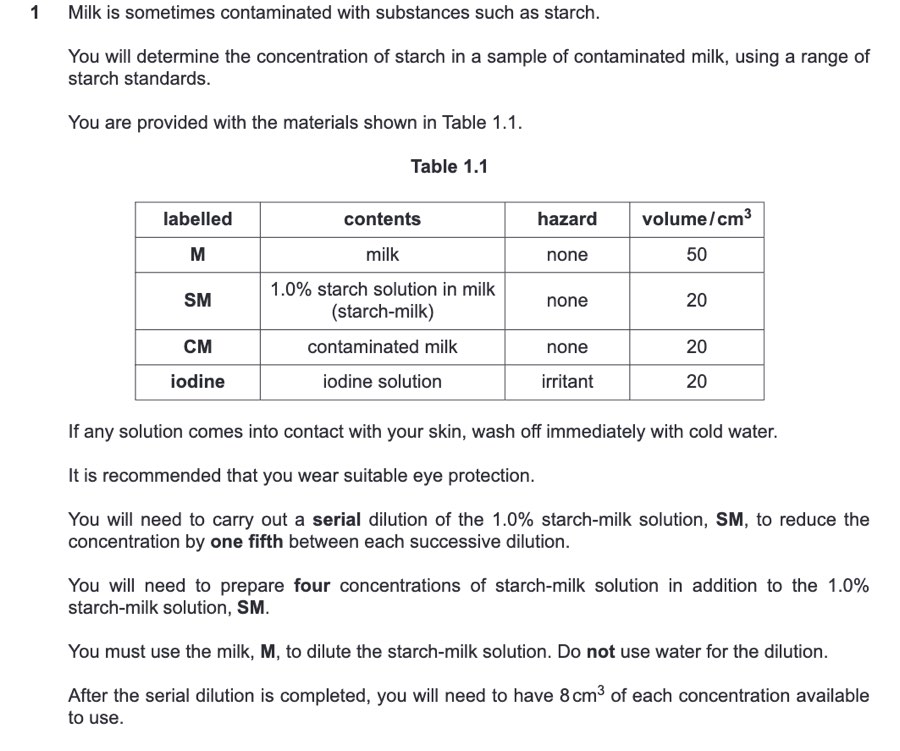 1 Milk is sometimes contaminated with substances such as starch.
You will determine the concentration of starch in a sample of contaminated milk, using a range of
starch standards.
You are provided with the materials shown in Table 1.1.
Table 1.1
labelled contents hazard volume/cm³
M milk none 50
SM 1.0% starch solution in milk (starch-milk) none 20
CM contaminated milk none 20
iodine iodine solution irritant 20
If any solution comes into contact with your skin, wash off immediately with cold water.
It is recommended that you wear suitable eye protection.
You will need to carry out a serial dilution of the 1.0% starch-milk solution, SM, to reduce the
concentration by one fifth between each successive dilution.
You will need to prepare four concentrations of starch-milk solution in addition to the 1.0%
starch-milk solution, SM.
You must use the milk, M, to dilute the starch-milk solution. Do not use water for the dilution.
After the serial dilution is completed, you will need to have 8 cm³ of each concentration available
to use.